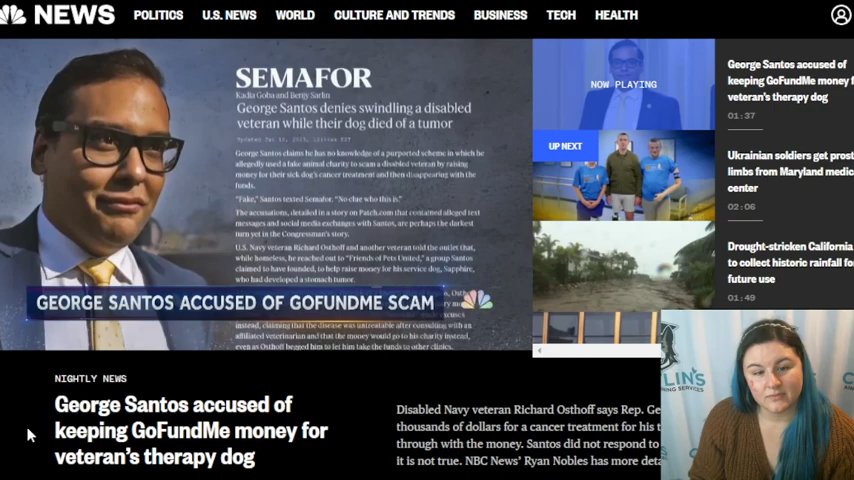 NEWS
POLITICS U.S. NEWS WORLD CULTURE AND TRENDS BUSINESS TECH HEALTH
SEMAFOR
Kadia Goba and
George Santos denies swindling a disabled
veteran while their dog died of a tumor
George Santos claims he has no knowledge of a purported scheme in which he
allegedly used a fake animal charity to scam a disabled veteran by raising
money for their sick dog's cancer treatment and then disappearing with the
funds.
"Fake," Santos texted Semafor. "No clue who this is."
The accusations, detailed in a story on Patch.com that contained alleged text
messages and social media exchanges with Santos, are perhaps the darkest
turn yet in the Congressman's story.
U.S. Navy veteran Richard Osthoff and another veteran told the outlet that,
while homeless, he reached out to "Friends of Pets United," a group Santos
claimed to have founded, to help raise money for his service dog, Sapphire,
who had developed a stomach tumor.
GEORGE SANTOS ACCUSED OF GOFUNDME SCAM
instead, claiming that the disease was untreatable after consulting with an
affiliated veterinarian and that the money would go to his charity instead,
even as Osthoff begged him to let him take the funds to other clinics.
NOW PLAYING
UP NEXT
George Santos accused of
keeping GoFundMe money f
veteran's therapy dog
01:37
Ukrainian soldiers get prost
limbs from Maryland medic
center
02:06
Drought-stricken California
to collect historic rainfall fo
future use
01:49
NIGHTLY NEWS
George Santos accused of
keeping GoFundMe money for
veteran's therapy dog
Disabled Navy veteran Richard Osthoff says Rep. Ge
thousands of dollars for a cancer treatment for his t
through with the money. Santos did not respond to
it is not true. NBC News' Ryan Nobles has more deta